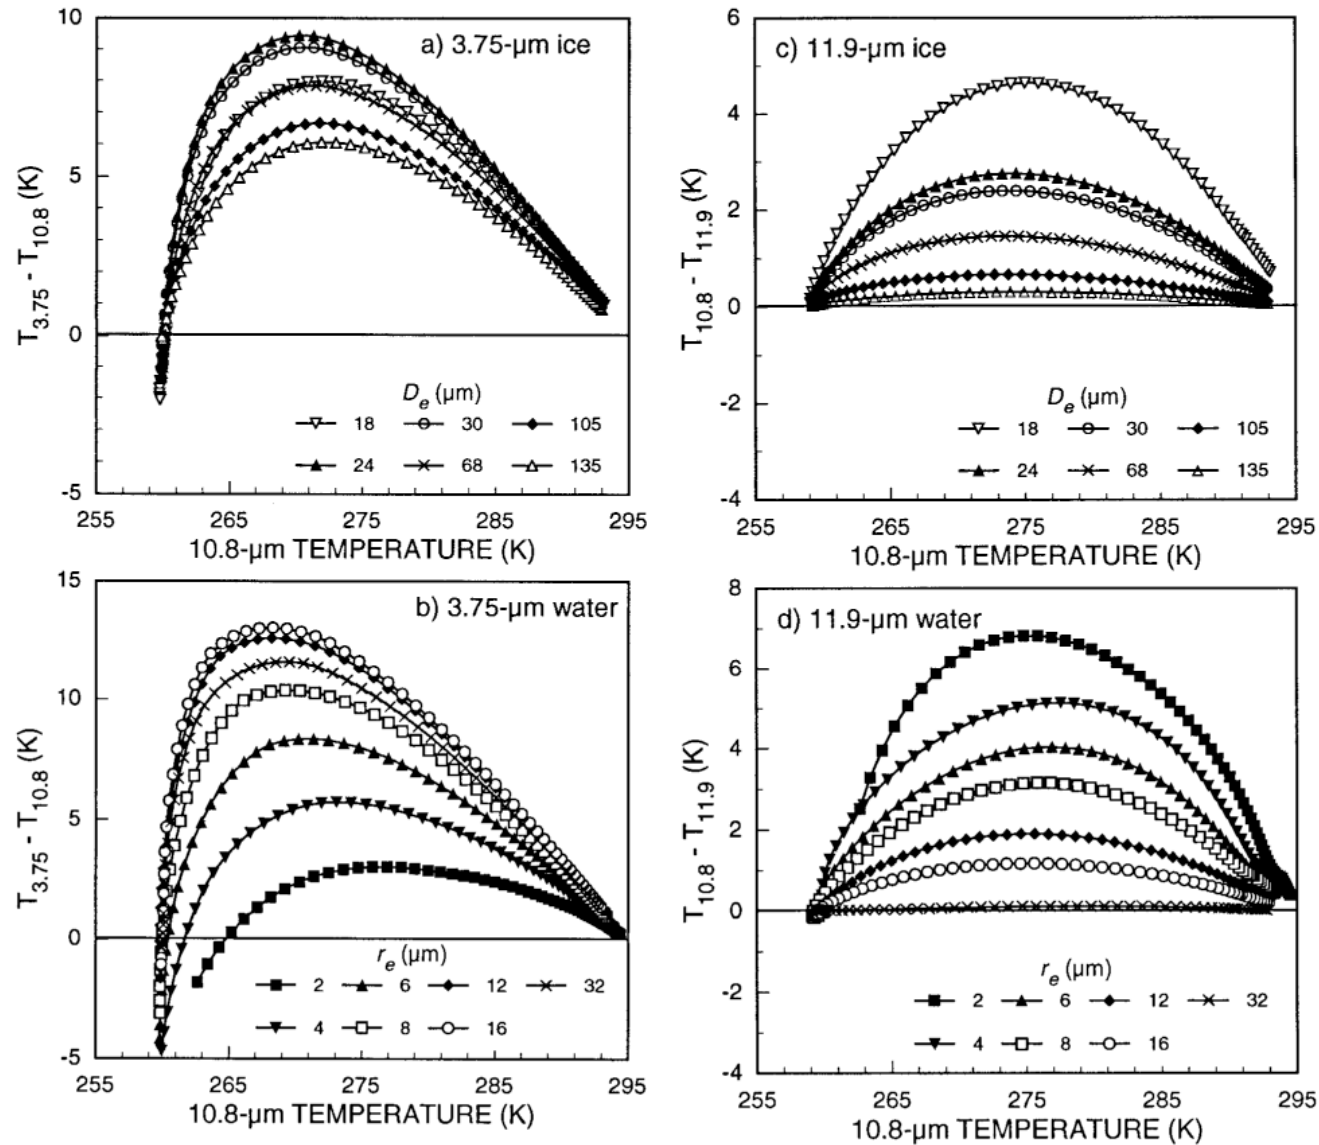 a) 3.75-µm ice
T3.75 - T10.8 (K)
10
5
0
-5
De (µm)
18 30 105
24 68 135
255 265 275 285 295
10.8-µm TEMPERATURE (K)
c) 11.9-µm ice
T10.8 - T11.9 (K)
6
4
2
0
-2
-4
De (µm)
18 30 105
24 68 135
255 265 275 285 295
10.8-µm TEMPERATURE (K)
b) 3.75-µm water
T3.75 - T10.8 (K)
15
10
5
0
-5
re (µm)
2 6 12 32
4 8 16
255 265 275 285 295
10.8-µm TEMPERATURE (K)
d) 11.9-µm water
T10.8 - T11.9 (K)
8
6
4
2
0
-2
-4
re (µm)
2 6 12 32
4 8 16
255 265 275 285 295
10.8-µm TEMPERATURE (K)